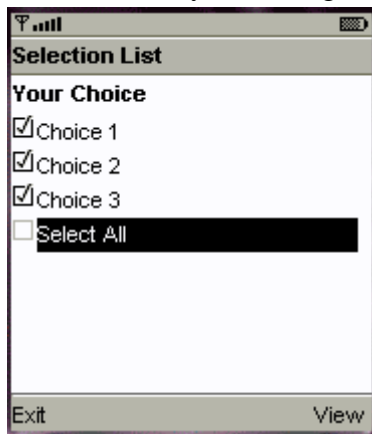 Selection List
Your Choice
Choice 1
Choice 2
Choice 3
Select All
Exit View